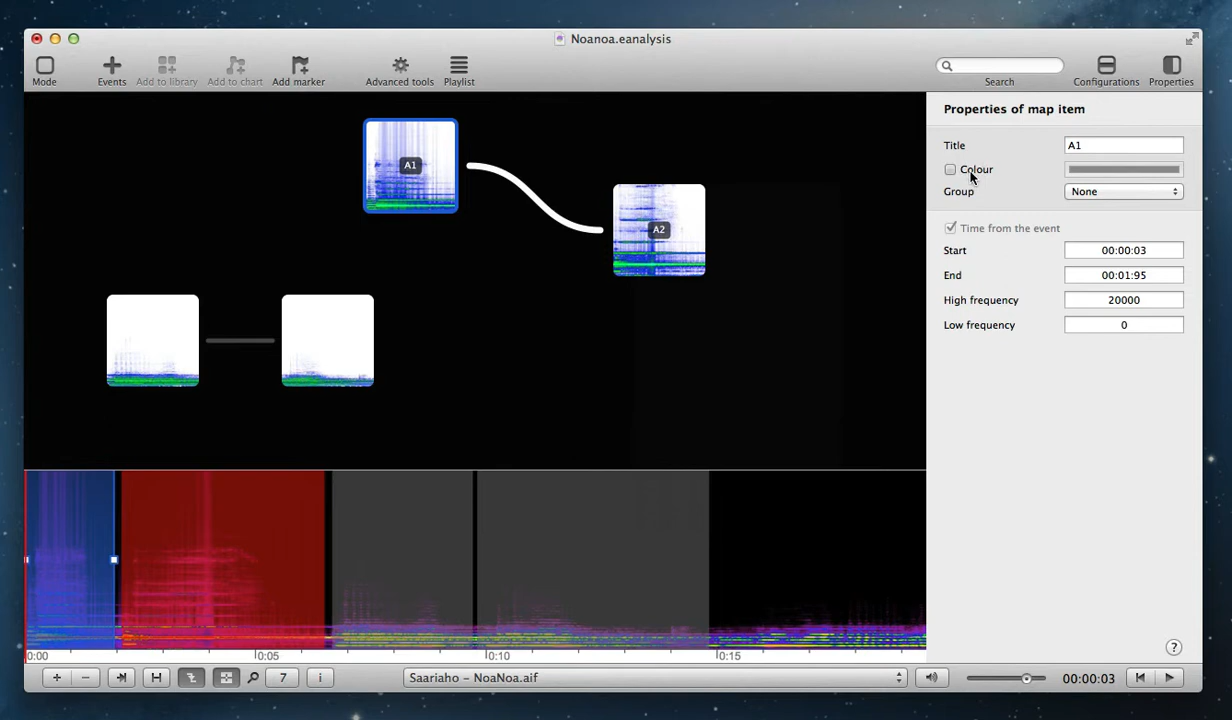 Noanoa.eanalysis
Mode
Events
Add to library
Add to chart
Add marker
Advanced tools
Playlist
Search
Configurations
Properties
Properties of map item
Title A1
Colour
Group None
Time from the event
Start 00:00:03
End 00:01:95
High frequency 20000
Low frequency 0
A1
A2
0:00 0:05 0:10 0:15
7
i
Saariaho – NoaNoa.aif
00:00:03
?